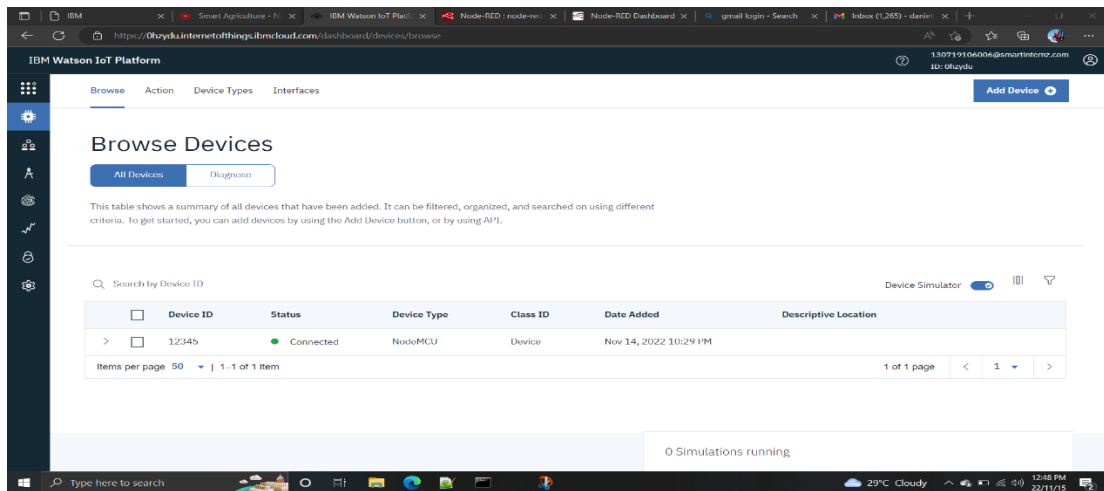 IBM
Smart Agriculture - N
IBM Watson IoT Platf
Node-RED : node-red
Node-RED Dashboard
gmail login - Search
Inbox (1,265) - daniel
https://0hzydu.internetofthings.ibmcloud.com/dashboard/devices/browse
IBM Watson IoT Platform
130719106006@smartinternz.com
ID: 0hzydu
Browse Action Device Types Interfaces
Add Device
Browse Devices
All Devices Diagnose
This table shows a summary of all devices that have been added. It can be filtered, organized, and searched on using different
criteria. To get started, you can add devices by using the Add Device button, or by using API.
Search by Device ID
Device Simulator
Device ID Status Device Type Class ID Date Added Descriptive Location
12345 Connected NodeMCU Device Nov 14, 2022 10:29 PM
Items per page 50 | 1–1 of 1 item
1 of 1 page < 1 >
0 Simulations running
Type here to search
29°C Cloudy
12:48 PM
22/11/15
2